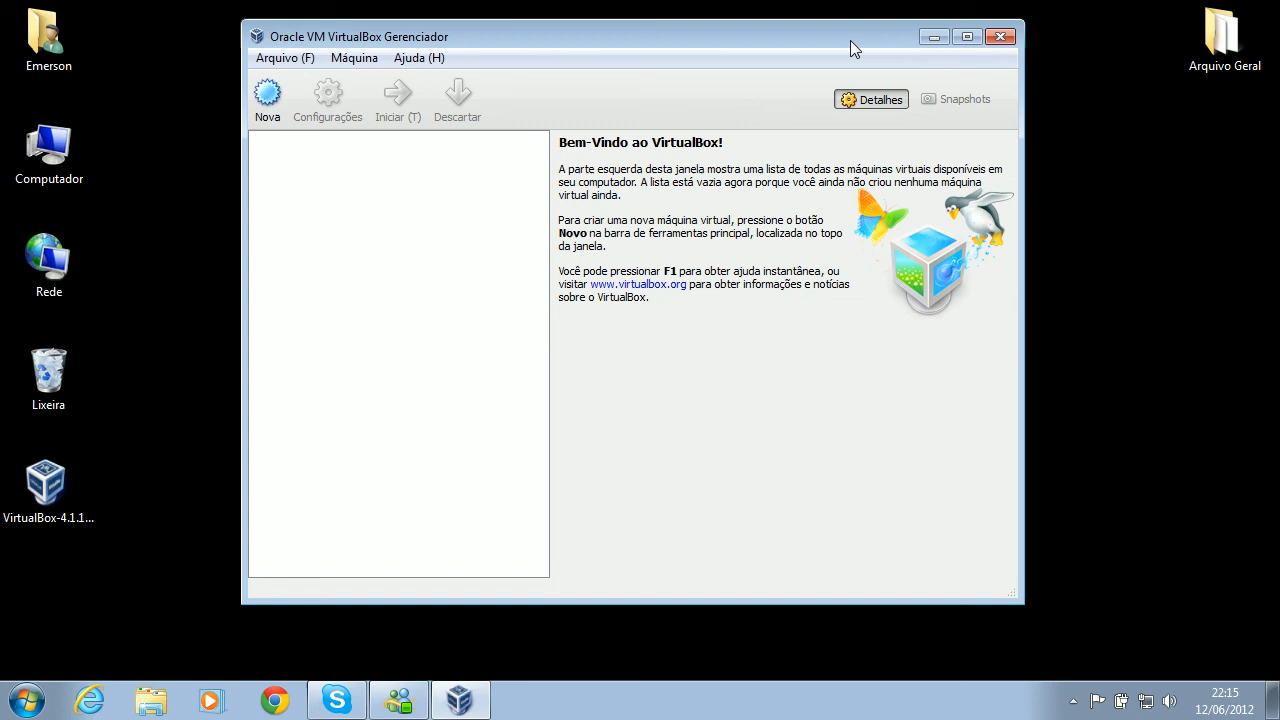 Emerson
Computador
Rede
Lixeira
VirtualBox-4.1.1...
Arquivo Geral
Oracle VM VirtualBox Gerenciador
Arquivo (F) Máquina Ajuda (H)
Nova Configurações Iniciar (T) Descartar
Detalhes Snapshots
Bem-Vindo ao VirtualBox!
A parte esquerda desta janela mostra uma lista de todas as máquinas virtuais disponíveis em
seu computador. A lista está vazia agora porque você ainda não criou nenhuma máquina
virtual ainda.
Para criar uma nova máquina virtual, pressione o botão
Novo na barra de ferramentas principal, localizada no topo
da janela.
Você pode pressionar F1 para obter ajuda instantânea, ou
visitar www.virtualbox.org para obter informações e notícias
sobre o VirtualBox.
22:15
12/06/2012